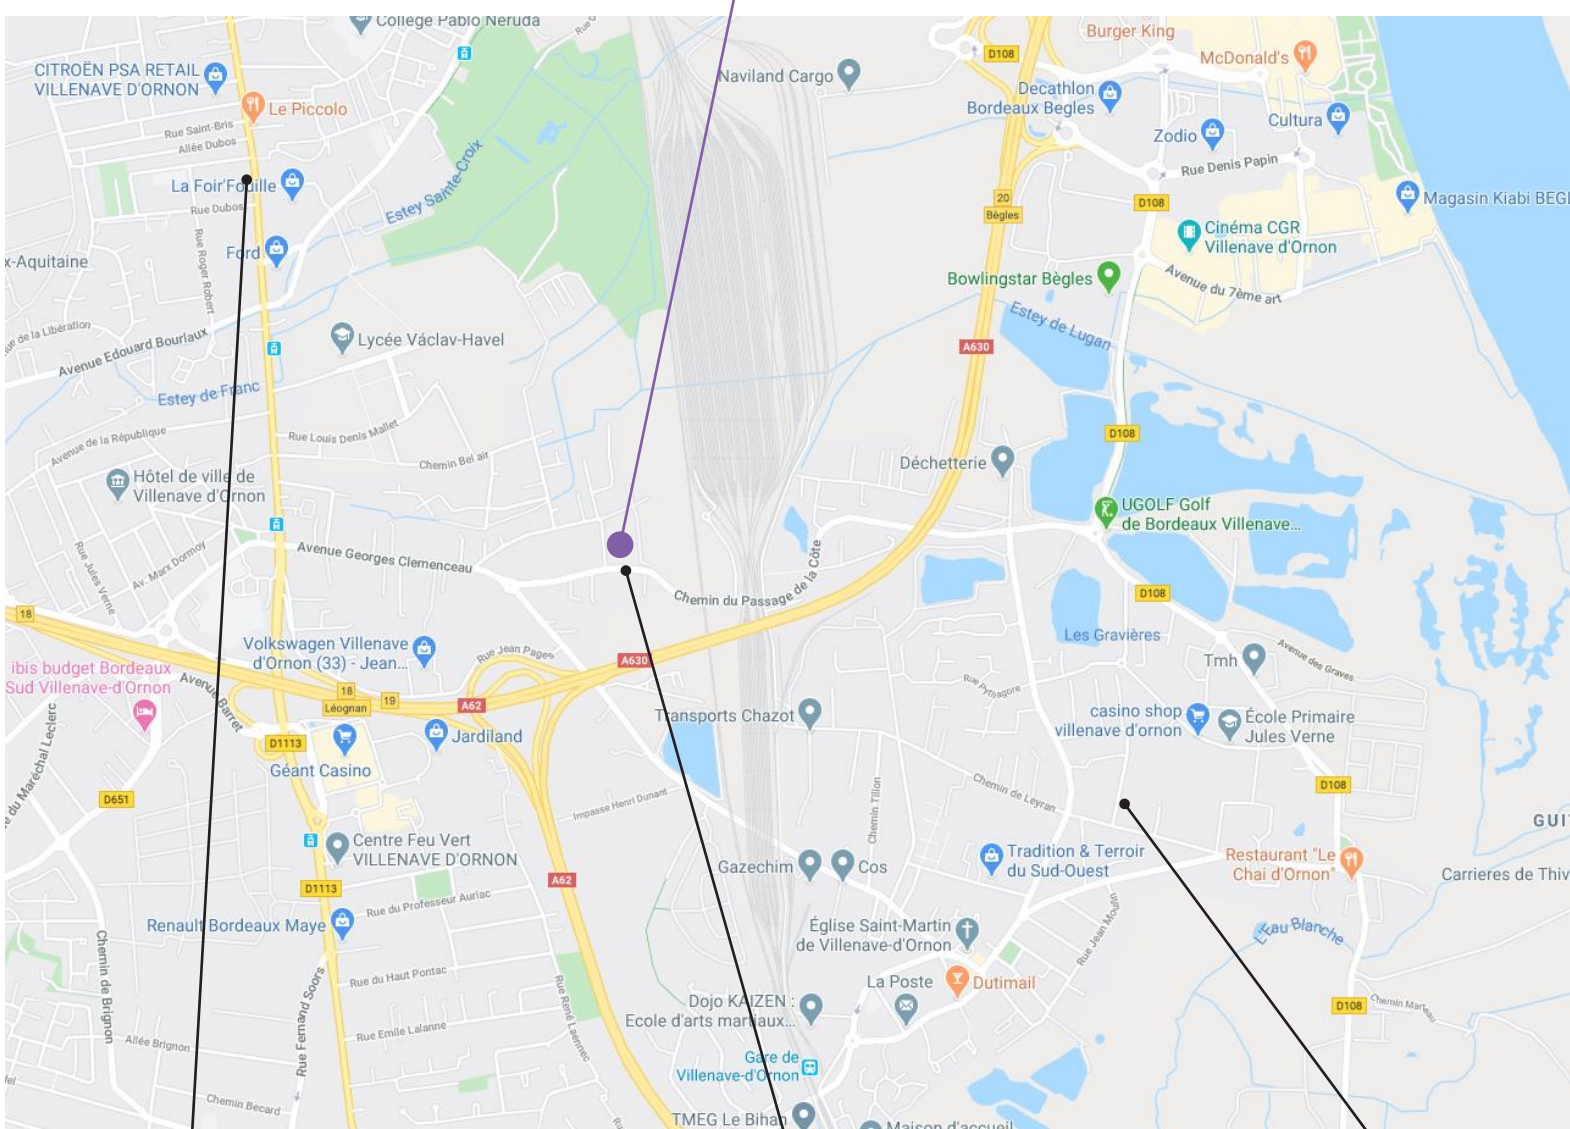 Collège Pablo Neruda
Burger King
D108
McDonald's
CITROËN PSA RETAIL
VILLENAVE D'ORNON
Naviland Cargo
Decathlon
Bordeaux Begles
Le Piccolo
Cultura
Zodio
Rue Saint-Bris
Allée Dubos
Rue Denis Papin
Estey Sainte-Croix
La Foir'Fouille
Rue Dubos
20
Bègles
D108
Magasin Kiabi BEGL
Cinéma CGR
Villenave d'Ornon
Ford
Rue Roger Robert
x-Aquitaine
Bowlingstar Bègles
Avenue du 7ème art
Estey de Lugan
ue de la Libération
Avenue Edouard Bourlaux
Lycée Václav-Havel
A630
Estey de Franc
Avenue de la République
Rue Louis Denis Mallet
D108
Chemin Bel air
Déchetterie
Hôtel de ville de
Villenave d'Ornon
UGOLF Golf
de Bordeaux Villenave...
Avenue Georges Clemenceau
Rue Jules Verne
Av. Marx Dormoy
Chemin du Passage de la Côte
D108
18
Les Gravières
Volkswagen Villenave
d'Ornon (33) - Jean...
Rue Jean Pages
A630
Tmh
Avenue des Graves
ibis budget Bordeaux
Sud Villenave-d'Ornon
Avenue Barret
Rue Pythagore
18
Léognan
19
A62
Transports Chazot
casino shop
villenave d'ornon
École Primaire
Jules Verne
D1113
Jardiland
Géant Casino
e du Maréchal Leclerc
D651
Impasse Henri Dunant
Chemin Tillon
Chemin de Leyran
D108
GUI
Centre Feu Vert
VILLENAVE D'ORNON
Tradition & Terroir
du Sud-Ouest
Restaurant "Le
Chai d'Ornon"
Gazechim
Cos
Carrieres de Thiv
D1113
A62
Rue du Professeur Auriac
Renault Bordeaux Maye
Église Saint-Martin
de Villenave-d'Ornon
Rue Jean Moulin
L'Eau Blanche
Chemin de Brignon
Rue du Haut Pontac
La Poste
Dutimail
Rue Fernand Soors
Rue René Laennec
Dojo KAIZEN :
Ecole d'arts martiaux...
D108
Chemin Marteau
Rue Emile Lalanne
Allée Brignon
Gare de
Villenave-d'Ornon
Chemin Becard
TMEG Le Bihan
Maison d'accueil